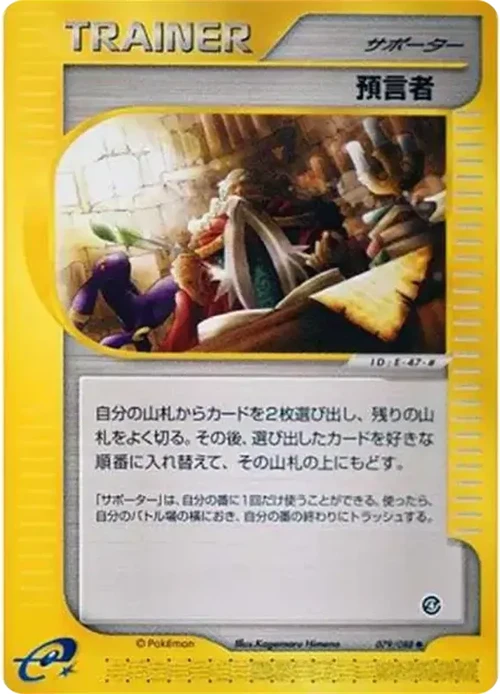 TRAINER
サポーター
預言者
ID:E-47-#
自分の山札からカードを2枚選び出し、残りの山
札をよく切る。その後、選び出したカードを好きな
順番に入れ替えて、その山札の上にもどす。
「サポーター」は、自分の番に1回だけ使うことができる。使ったら、
自分のバトル場の横におき、自分の番の終わりにトラッシュする。
© Pokémon
Illus. Kagemaru Himeno
079/088 ●